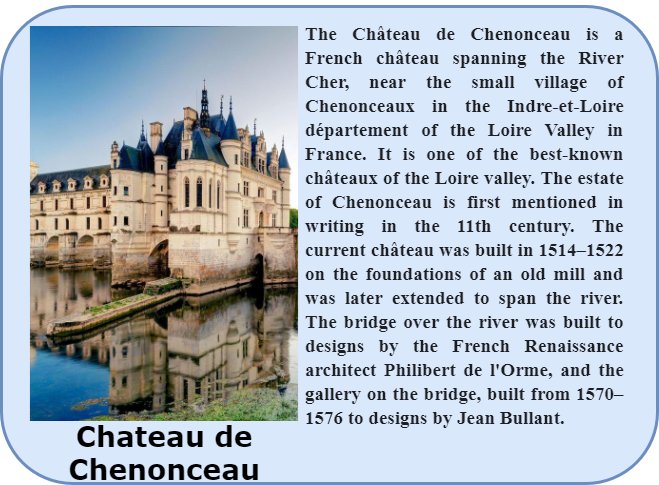 The Château de Chenonceau is a
French château spanning the River
Cher, near the small village of
Chenonceaux in the Indre-et-Loire
département of the Loire Valley in
France. It is one of the best-known
châteaux of the Loire valley. The estate
of Chenonceau is first mentioned in
writing in the 11th century. The
current château was built in 1514–1522
on the foundations of an old mill and
was later extended to span the river.
The bridge over the river was built to
designs by the French Renaissance
architect Philibert de l'Orme, and the
gallery on the bridge, built from 1570–
1576 to designs by Jean Bullant.
Chateau de
Chenonceau